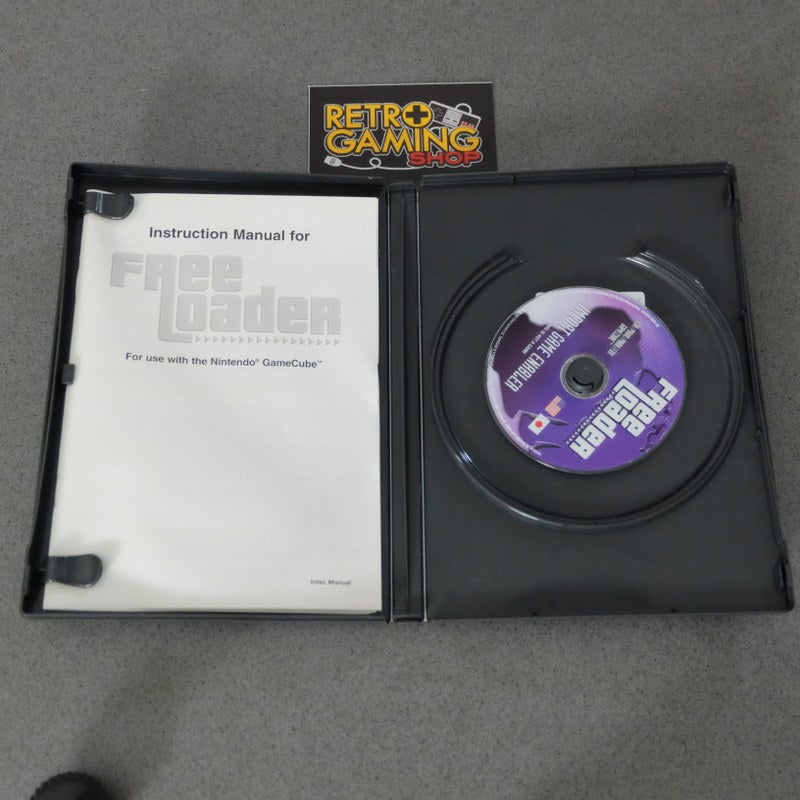 RETRO
GAMING
SHOP
Instruction Manual for
FREE
LOADER
For use with the Nintendo® GameCube™
Intec Manual
IMPORT GAME ENABLER
FREE
LOADER